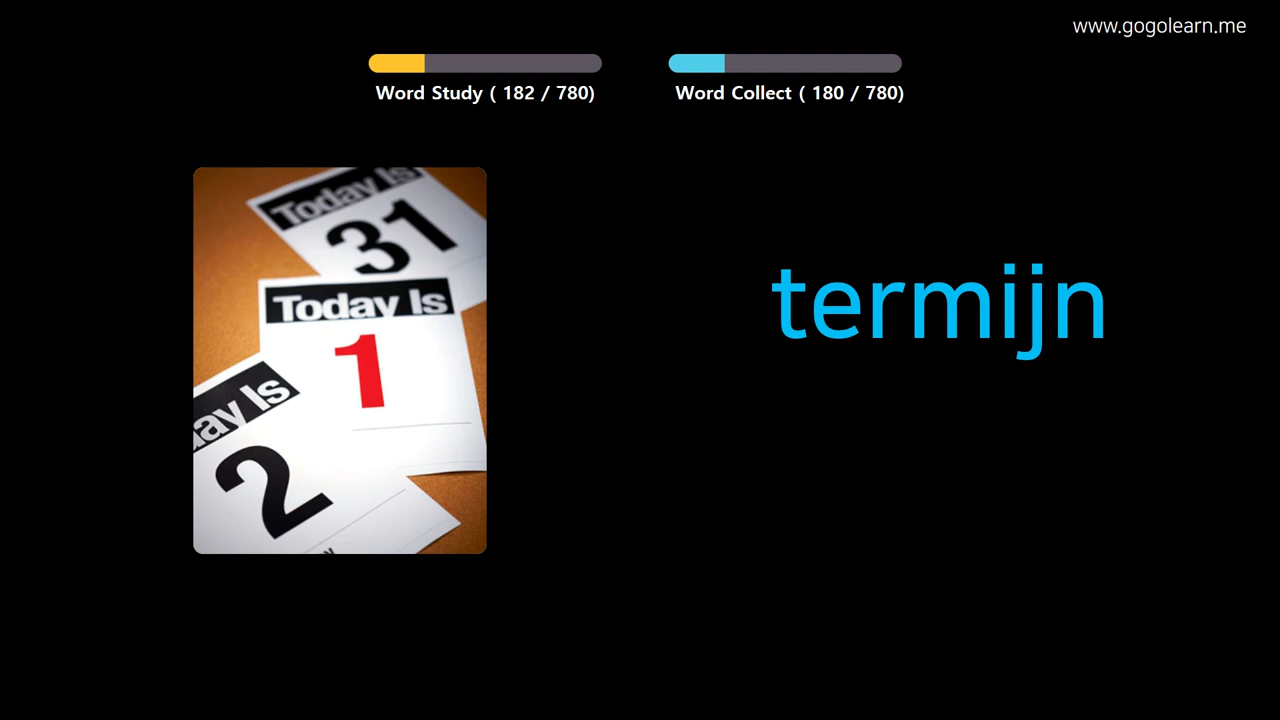 www.gogolearn.me
Word Study ( 182 / 780)
Word Collect ( 180 / 780)
Today Is
31
Today Is
1
ay Is
2
termijn